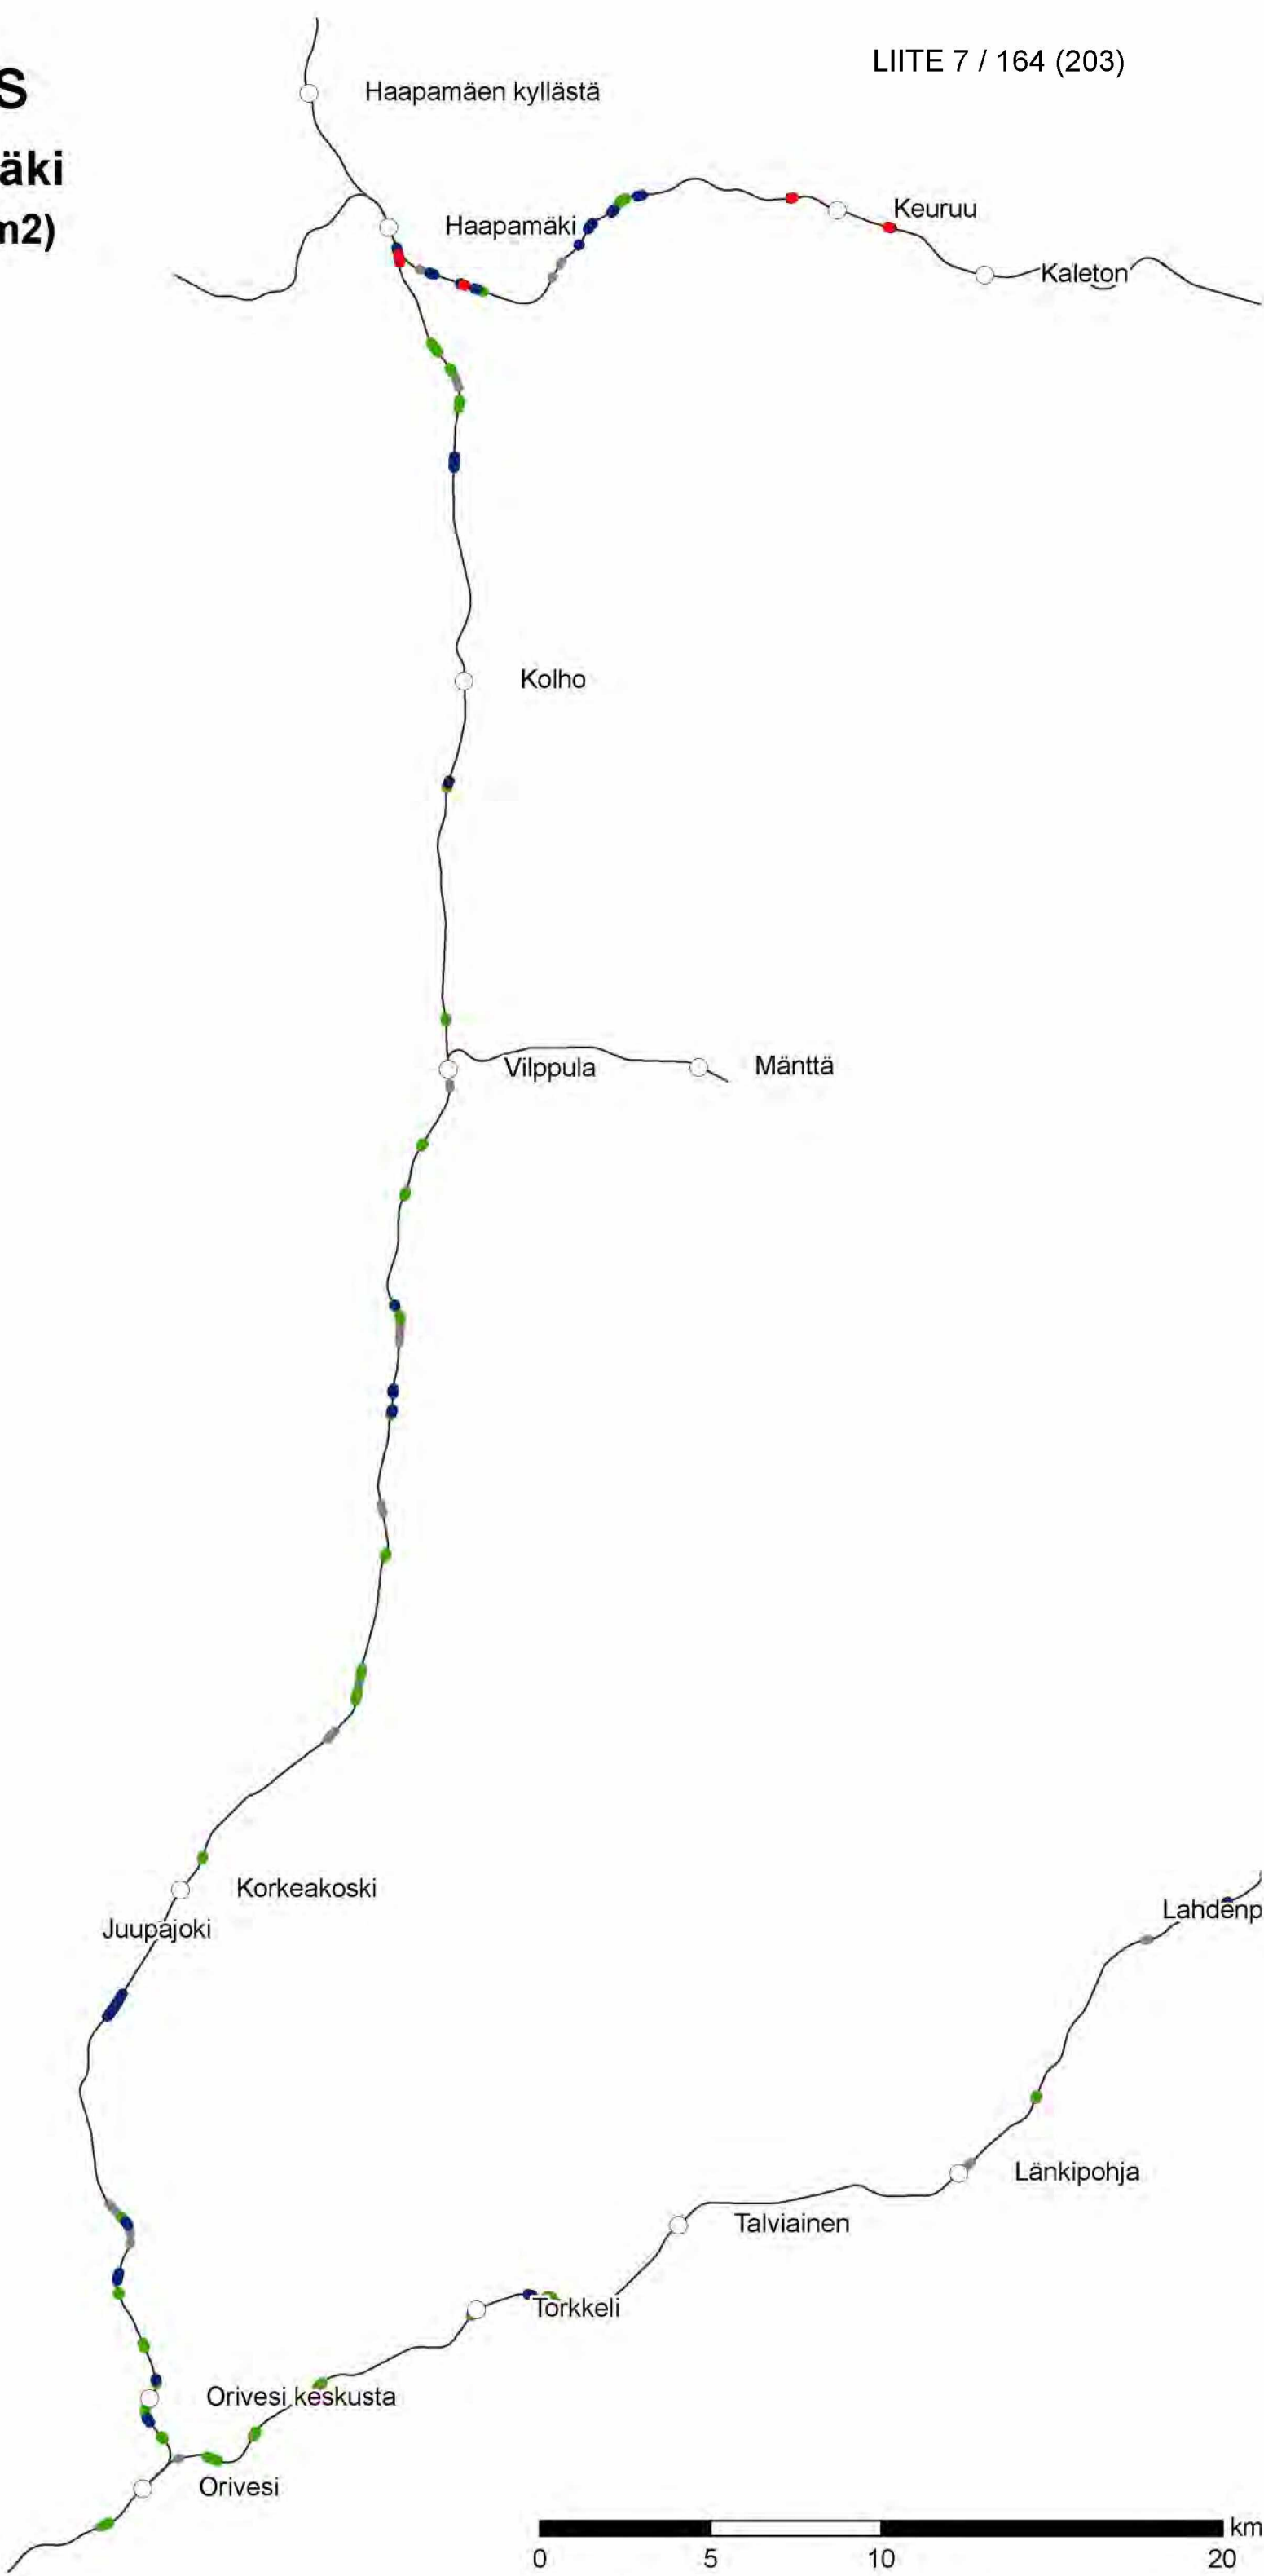 S
LIITE 7 / 164 (203)
Haapamäen kyllästä
äki
m2)
Haapamäki
Keuruu
Kaleton
Kolho
Vilppula
Mänttä
Korkeakoski
Juupajoki
Lahdenp
Länkipohja
Talviainen
Torkkeli
Orivesi keskusta
Orivesi
km
0 5 10 20